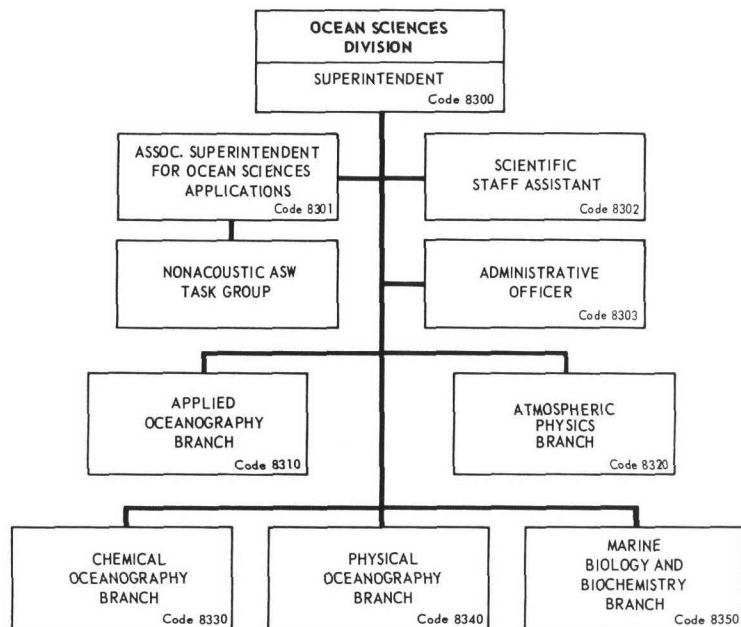 OCEAN SCIENCES
DIVISION
SUPERINTENDENT
Code 8300
ASSOC. SUPERINTENDENT
FOR OCEAN SCIENCES
APPLICATIONS
Code 8301
SCIENTIFIC
STAFF ASSISTANT
Code 8302
NONACOUSTIC ASW
TASK GROUP
ADMINISTRATIVE
OFFICER
Code 8303
APPLIED
OCEANOGRAPHY
BRANCH
Code 8310
ATMOSPHERIC
PHYSICS
BRANCH
Code 8320
CHEMICAL
OCEANOGRAPHY
BRANCH
Code 8330
PHYSICAL
OCEANOGRAPHY
BRANCH
Code 8340
MARINE
BIOLOGY AND
BIOCHEMISTRY
BRANCH
Code 8350